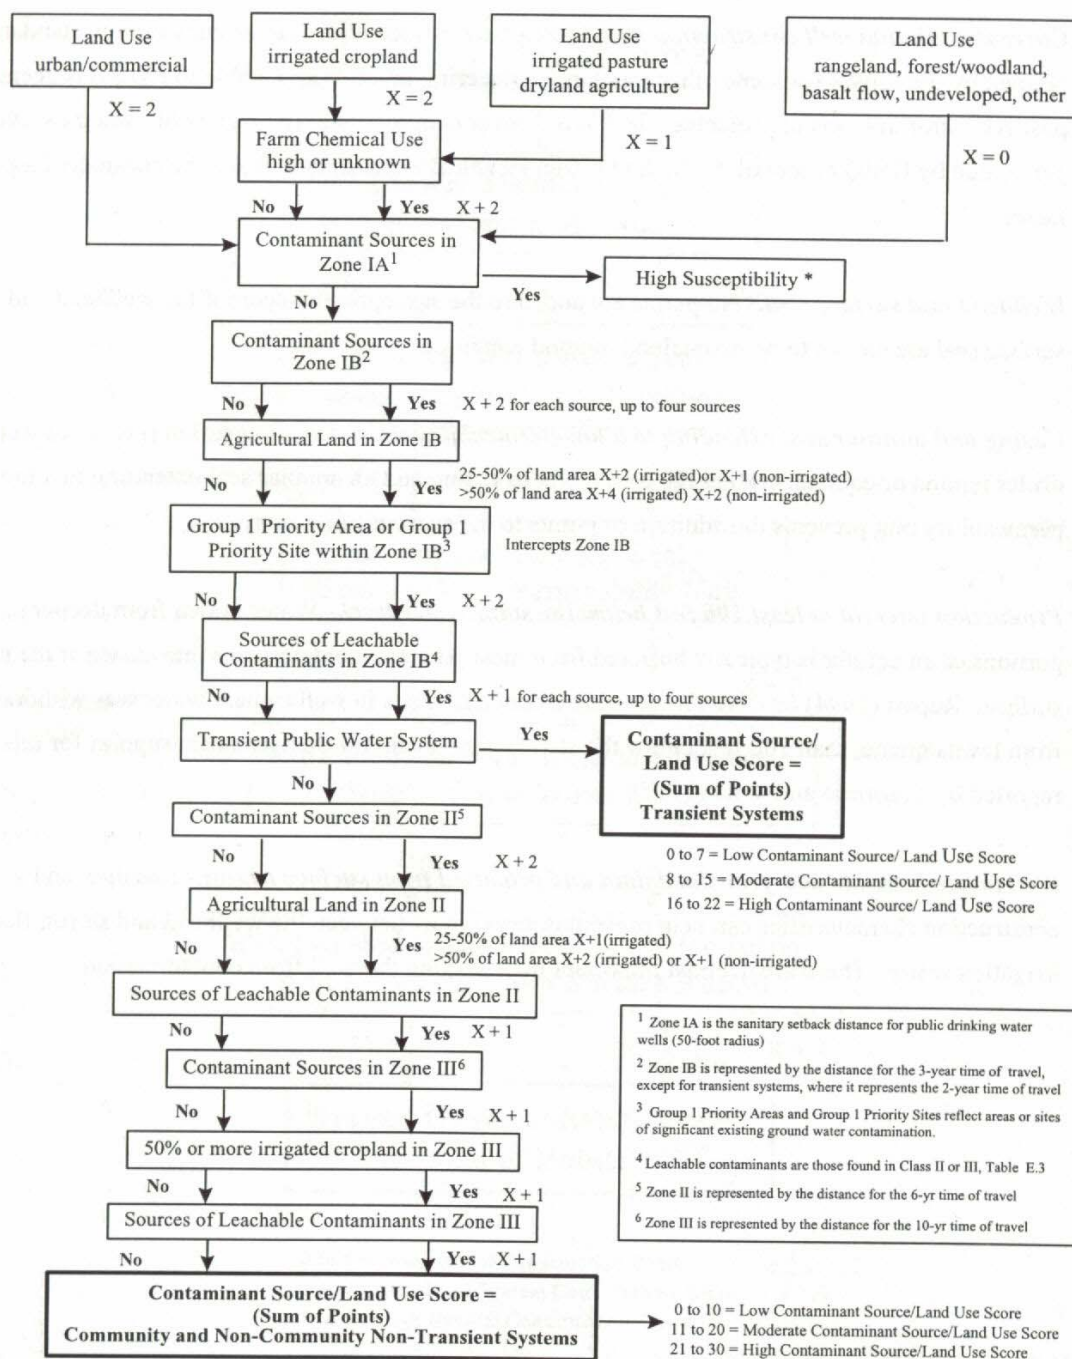 Land Use
urban/commercial
Land Use
irrigated cropland
Land Use
irrigated pasture
dryland agriculture
Land Use
rangeland, forest/woodland,
basalt flow, undeveloped, other
X = 2
X = 2
X = 1
X = 0
Farm Chemical Use
high or unknown
No
Yes X + 2
Contaminant Sources in
Zone IA1
Yes
High Susceptibility *
No
Contaminant Sources in
Zone IB2
No
Yes X + 2 for each source, up to four sources
Agricultural Land in Zone IB
No
Yes
25-50% of land area X+2 (irrigated)or X+1 (non-irrigated)
>50% of land area X+4 (irrigated) X+2 (non-irrigated)
Group 1 Priority Area or Group 1
Priority Site within Zone IB3
Intercepts Zone IB
No
Yes X + 2
Sources of Leachable
Contaminants in Zone IB4
No
Yes X + 1 for each source, up to four sources
Transient Public Water System
Yes
Contaminant Source/
Land Use Score =
(Sum of Points)
Transient Systems
No
Contaminant Sources in Zone II5
0 to 7 = Low Contaminant Source/ Land Use Score
8 to 15 = Moderate Contaminant Source/ Land Use Score
16 to 22 = High Contaminant Source/ Land Use Score
No
Yes X + 2
Agricultural Land in Zone II
No
Yes
25-50% of land area X+1(irrigated)
>50% of land area X+2 (irrigated) or X+1 (non-irrigated)
Sources of Leachable Contaminants in Zone II
No
Yes X + 1
Contaminant Sources in Zone III6
No
Yes X + 1
50% or more irrigated cropland in Zone III
No
Yes X + 1
Sources of Leachable Contaminants in Zone III
No
Yes X + 1
Contaminant Source/Land Use Score =
(Sum of Points)
Community and Non-Community Non-Transient Systems
1 Zone IA is the sanitary setback distance for public drinking water
wells (50-foot radius)
2 Zone IB is represented by the distance for the 3-year time of travel,
except for transient systems, where it represents the 2-year time of travel
3 Group 1 Priority Areas and Group 1 Priority Sites reflect areas or sites
of significant existing ground water contamination.
4 Leachable contaminants are those found in Class II or III, Table E.3
5 Zone II is represented by the distance for the 6-yr time of travel
6 Zone III is represented by the distance for the 10-yr time of travel
0 to 10 = Low Contaminant Source/Land Use Score
11 to 20 = Moderate Contaminant Source/Land Use Score
21 to 30 = High Contaminant Source/Land Use Score